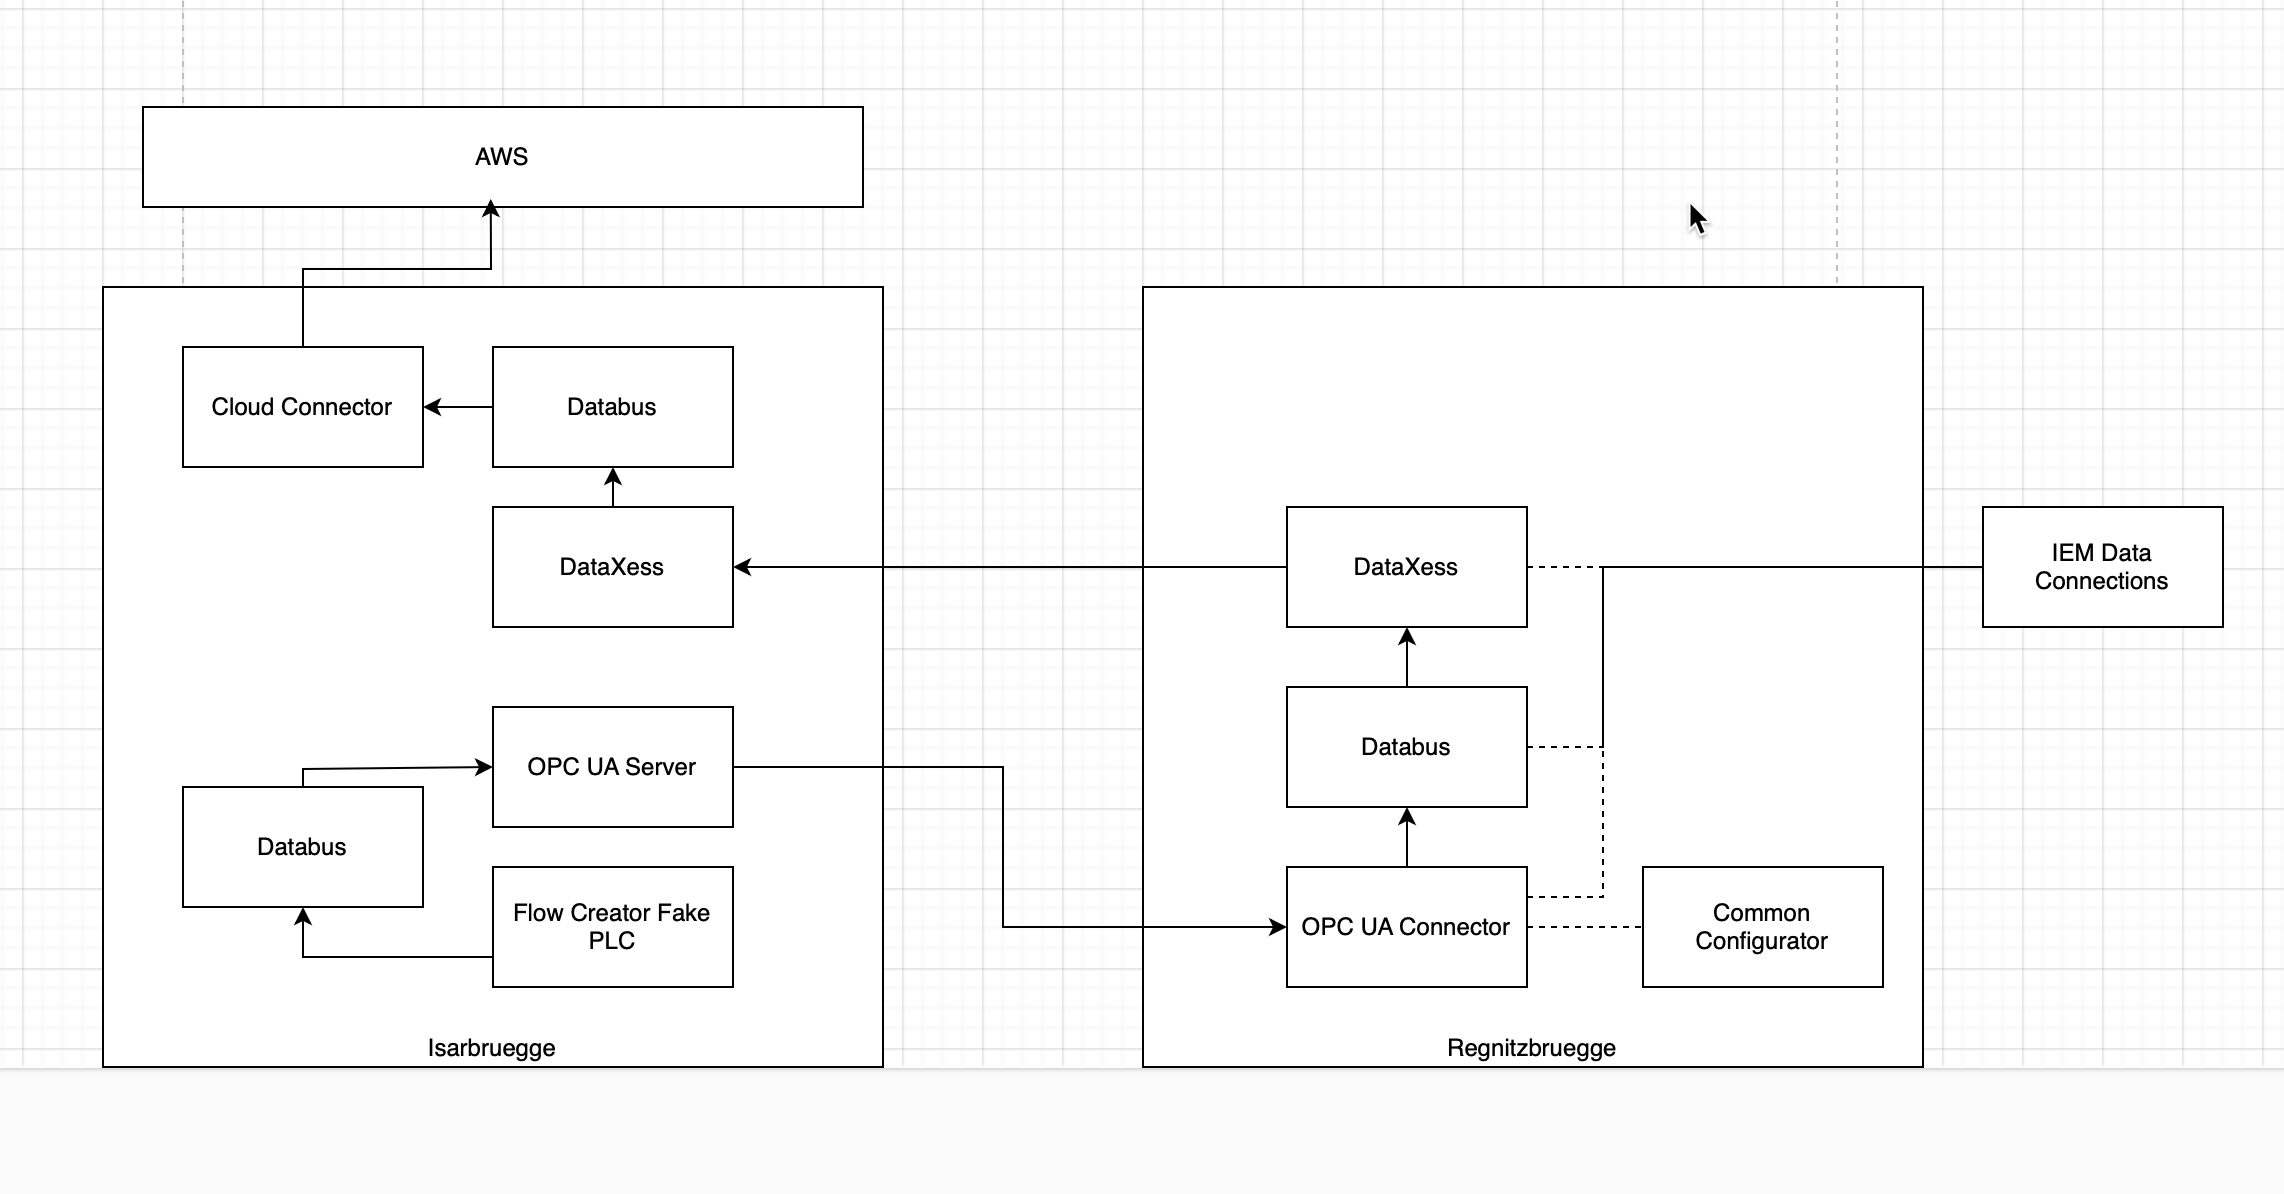 AWS
Cloud Connector
Databus
DataXess
OPC UA Server
Databus
Flow Creator Fake
PLC
Isarbruegge
DataXess
Databus
OPC UA Connector
Common
Configurator
Regnitzbruegge
IEM Data
Connections